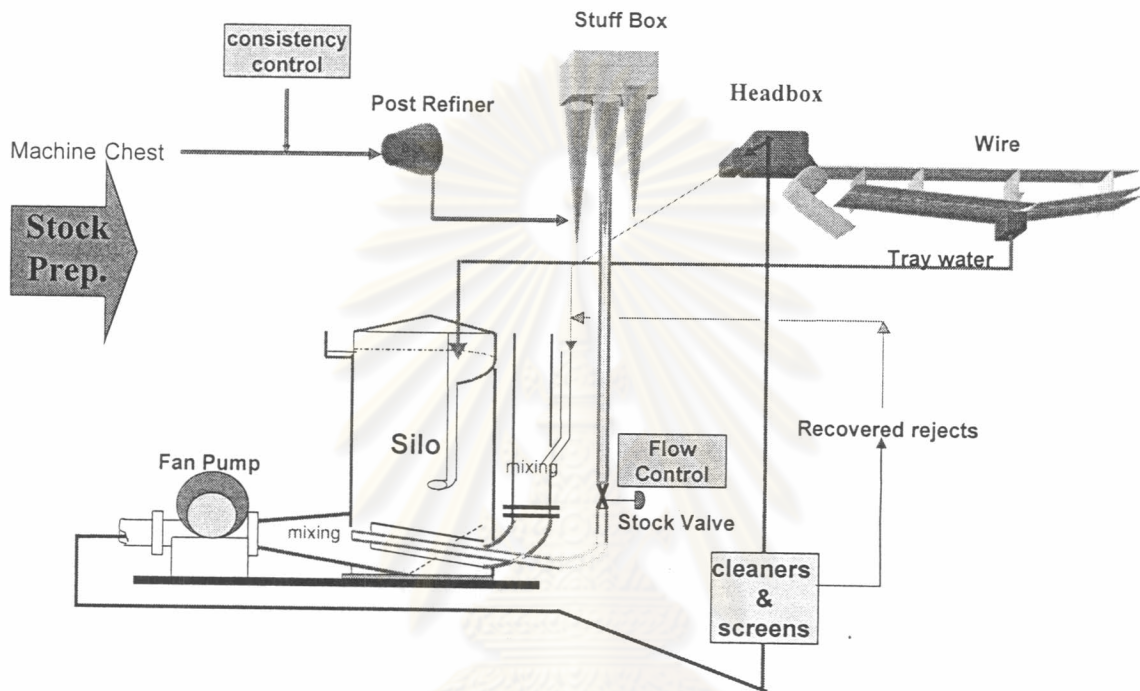 Stuff Box
consistency
control
Post Refiner
Headbox
Machine Chest
Wire
Stock
Prep.
Tray water
Silo
mixing
Flow
Control
Recovered rejects
Fan Pump
mixing
Stock Valve
cleaners
&
screens